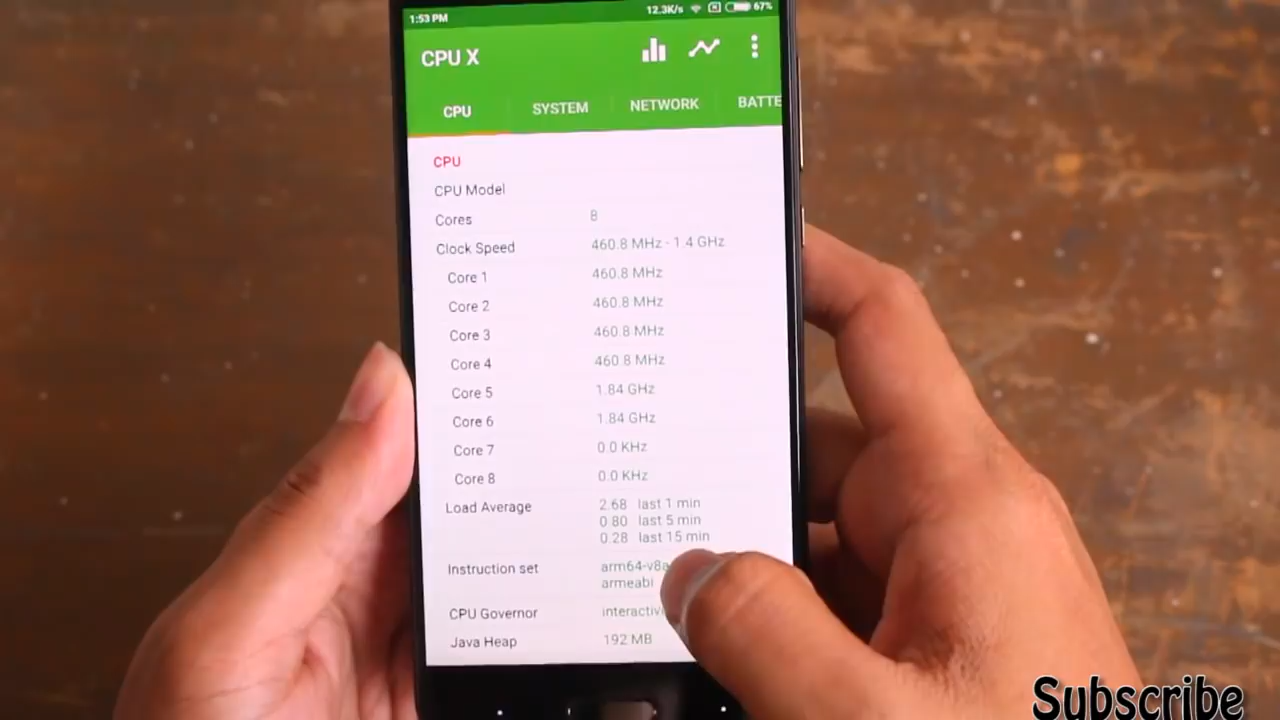 1:53 PM 12.3K/s 67%
CPU X
CPU SYSTEM NETWORK BATTE
CPU
CPU Model
Cores 8
Clock Speed 460.8 MHz - 1.4 GHz
Core 1 460.8 MHz
Core 2 460.8 MHz
Core 3 460.8 MHz
Core 4 460.8 MHz
Core 5 1.84 GHz
Core 6 1.84 GHz
Core 7 0.0 KHz
Core 8 0.0 KHz
Load Average 2.68 last 1 min
0.80 last 5 min
0.28 last 15 min
Instruction set arm64-v8a
armeabi
CPU Governor interactiv
Java Heap 192 MB
Subscribe